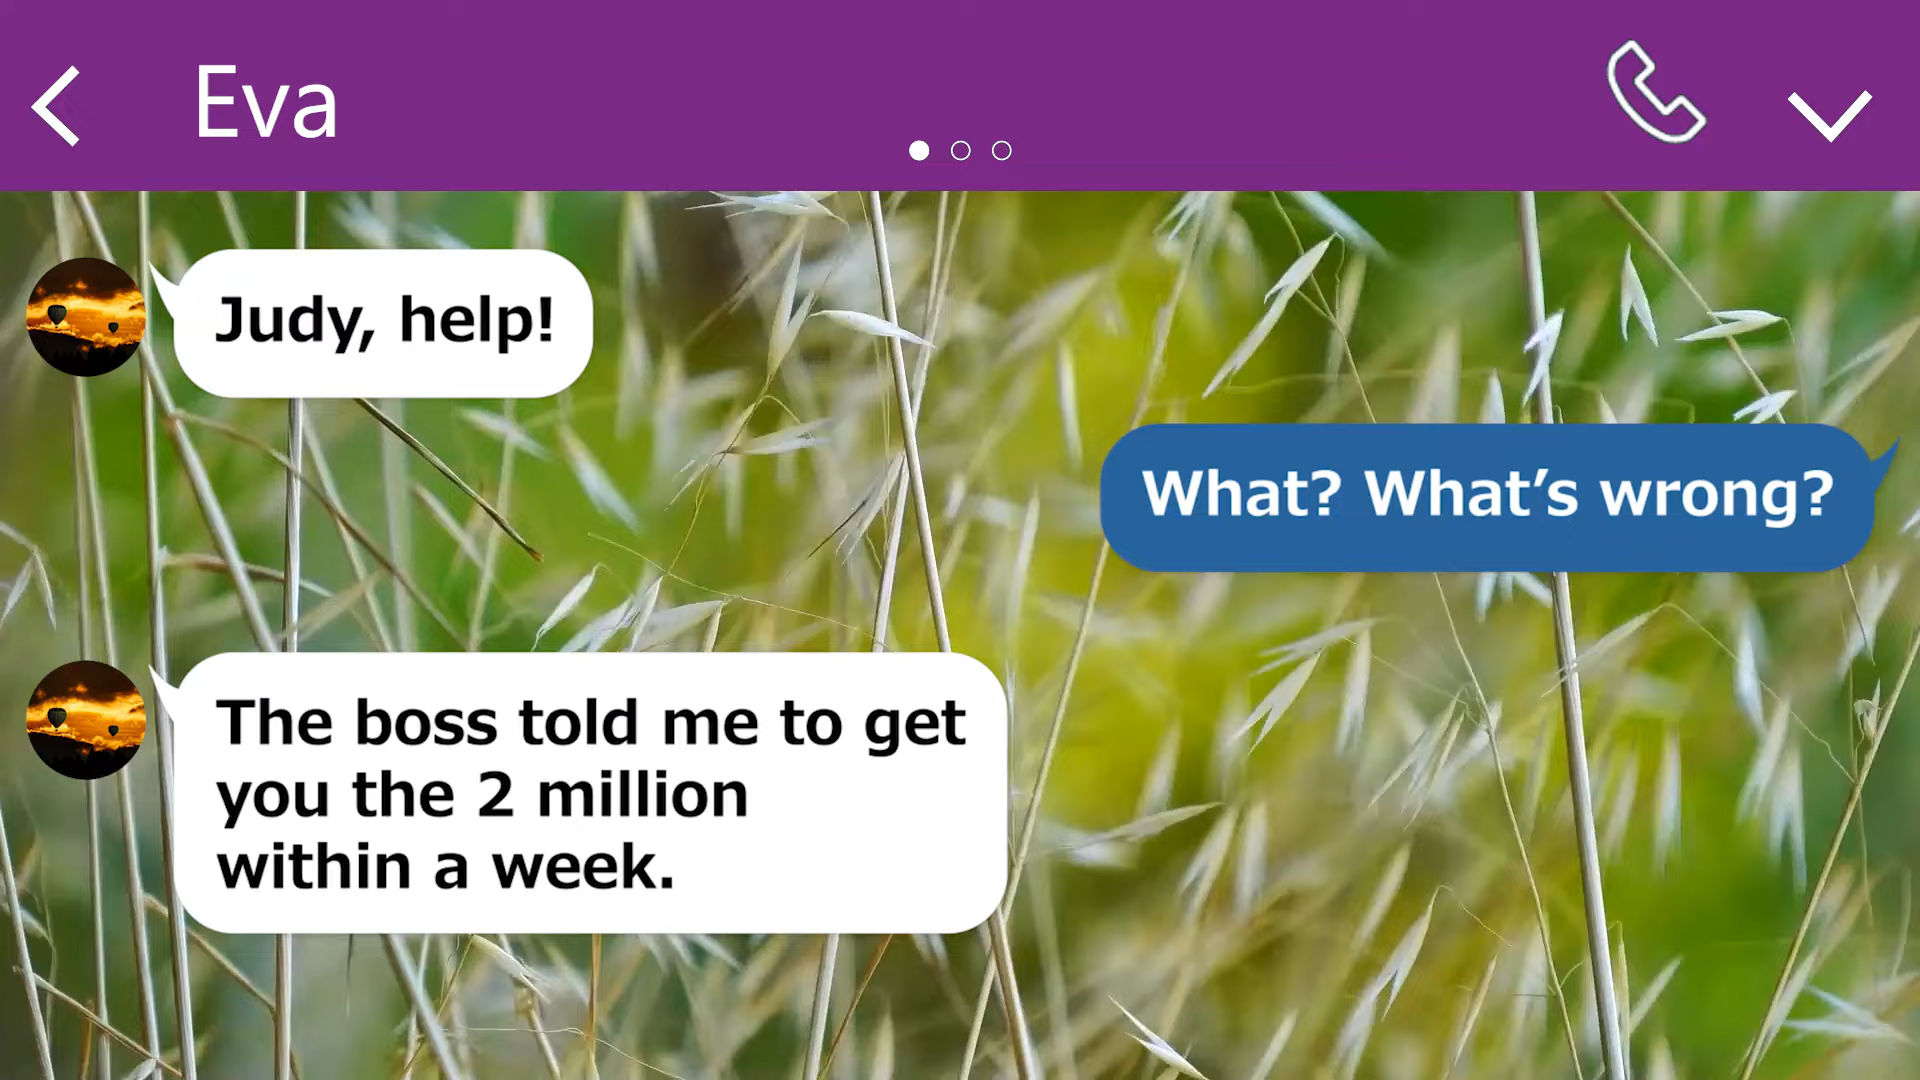 Eva
Judy, help!
What? What’s wrong?
The boss told me to get
you the 2 million
within a week.